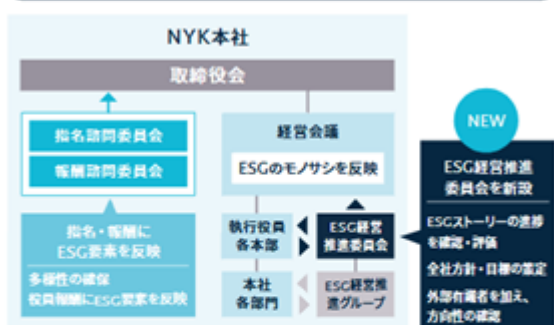 NYK本社
取締役会
指名諮問委員会
報酬諮問委員会
指名・報酬に
ESG要素を反映
多様性の確保
役員報酬にESG要素を反映
経営会議
ESGのモノサシを反映
執行役員
各本部
ESG経営
推進委員会
本社
各部門
ESG経営推
進グループ
NEW
ESG経営推進
委員会を新設
ESGストーリーの進捗
を確認・評価
全社方針・目標の策定
外部有識者を加え、
方向性の確認